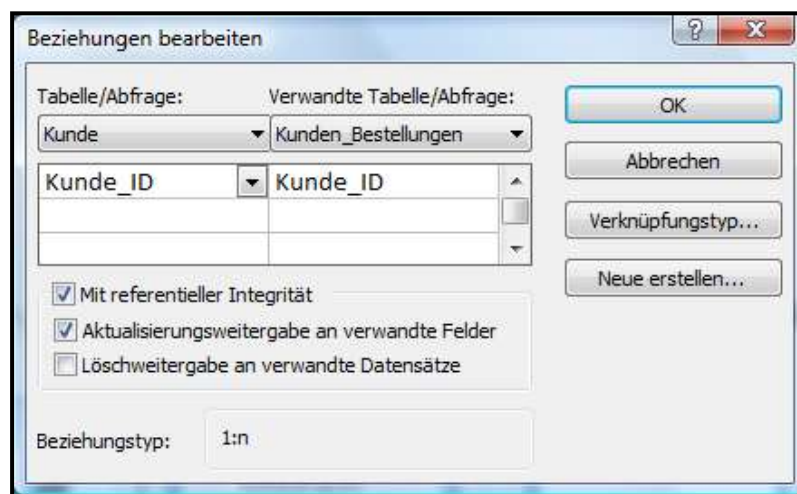 Beziehungen bearbeiten
Tabelle/Abfrage: Verwandte Tabelle/Abfrage:
Kunde Kunden_Bestellungen
Kunde_ID Kunde_ID
Mit referentieller Integrität
Aktualisierungsweitergabe an verwandte Felder
Löschweitergabe an verwandte Datensätze
Beziehungstyp: 1:n
OK
Abbrechen
Verknüpfungstyp...
Neue erstellen...